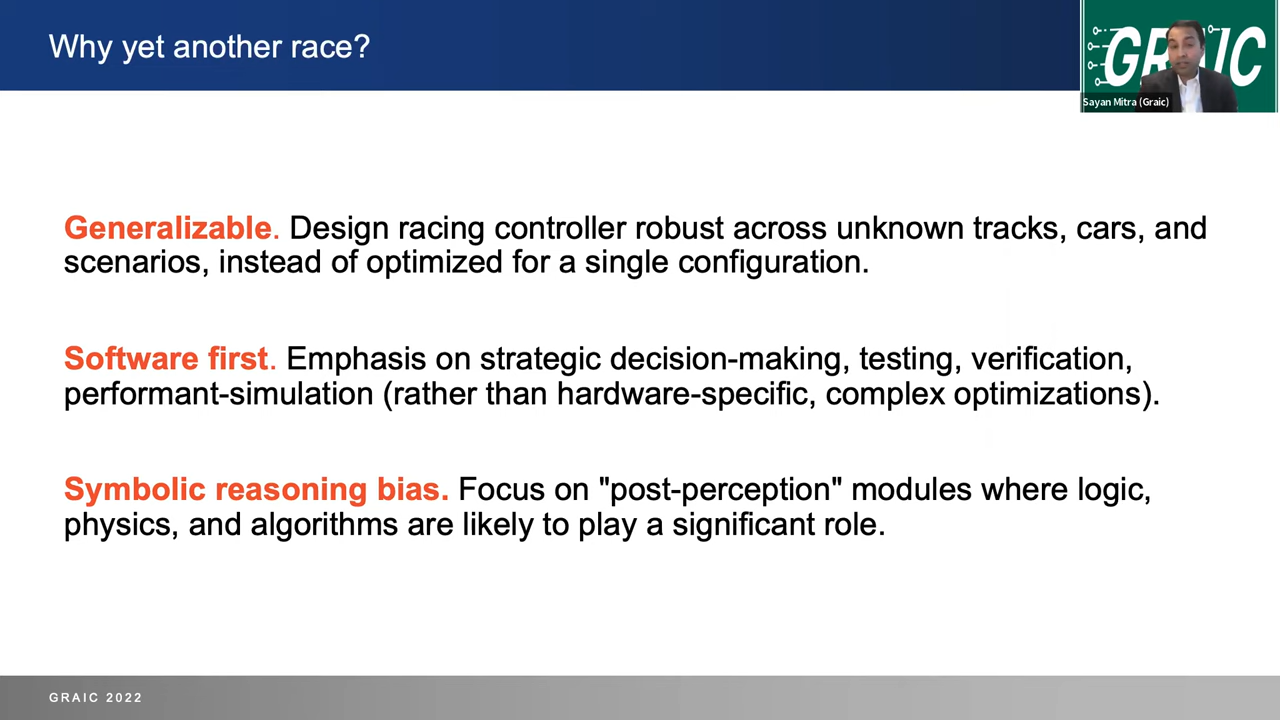 Why yet another race?
GRAIC
Sayan Mitra (Graic)
Generalizable. Design racing controller robust across unknown tracks, cars, and
scenarios, instead of optimized for a single configuration.
Software first. Emphasis on strategic decision-making, testing, verification,
performant-simulation (rather than hardware-specific, complex optimizations).
Symbolic reasoning bias. Focus on "post-perception" modules where logic,
physics, and algorithms are likely to play a significant role.
GRAIC 2022